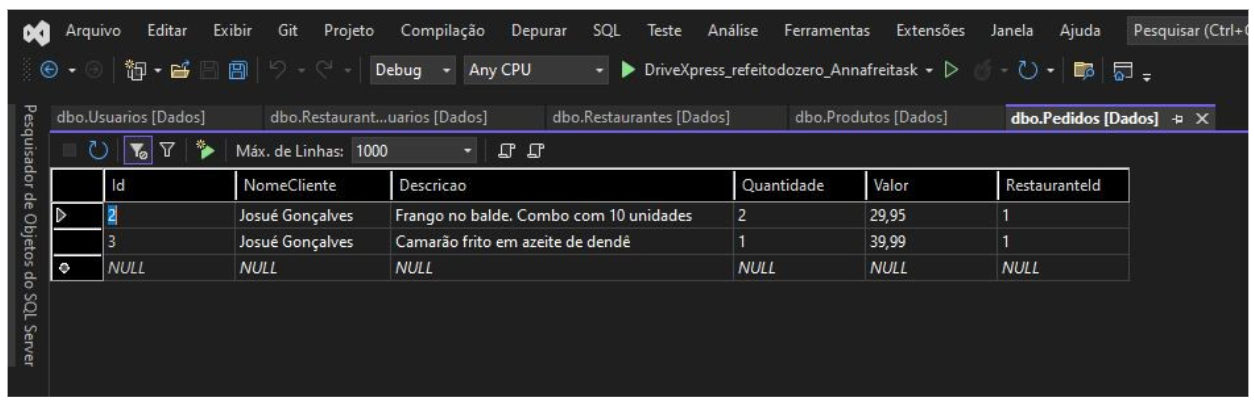 Arquivo Editar Exibir Git Projeto Compilação Depurar SQL Teste Análise Ferramentas Extensões Janela Ajuda Pesquisar (Ctrl+
Debug Any CPU DriveXpress_refeitodozero_Annafreitask
Pesquisador de Objetos do SQL Server
dbo.Usuarios [Dados] dbo.Restaurant...uarios [Dados] dbo.Restaurantes [Dados] dbo.Produtos [Dados] dbo.Pedidos [Dados]
Máx. de Linhas: 1000
Id NomeCliente Descricao Quantidade Valor RestauranteId
2 Josué Gonçalves Frango no balde. Combo com 10 unidades 2 29,95 1
3 Josué Gonçalves Camarão frito em azeite de dendê 1 39,99 1
NULL NULL NULL NULL NULL NULL